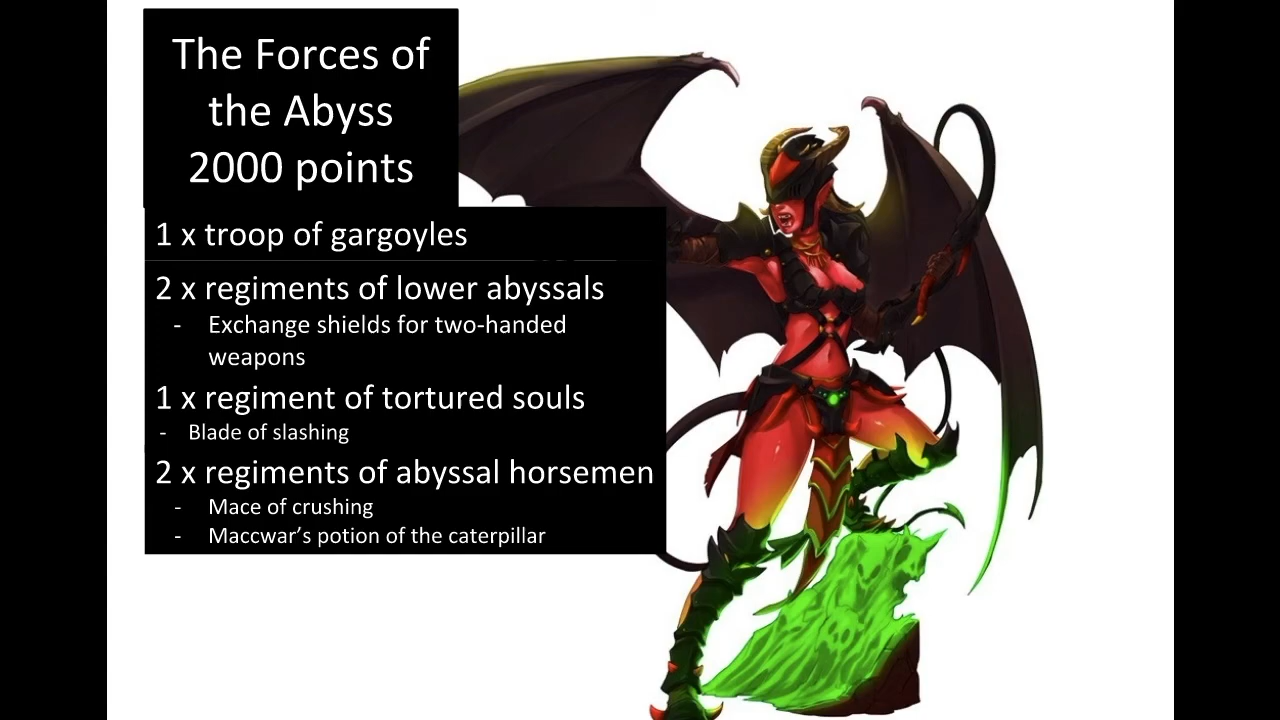 The Forces of
the Abyss
2000 points
1 x troop of gargoyles
2 x regiments of lower abyssals
- Exchange shields for two-handed
weapons
1 x regiment of tortured souls
- Blade of slashing
2 x regiments of abyssal horsemen
- Mace of crushing
- Maccwar’s potion of the caterpillar